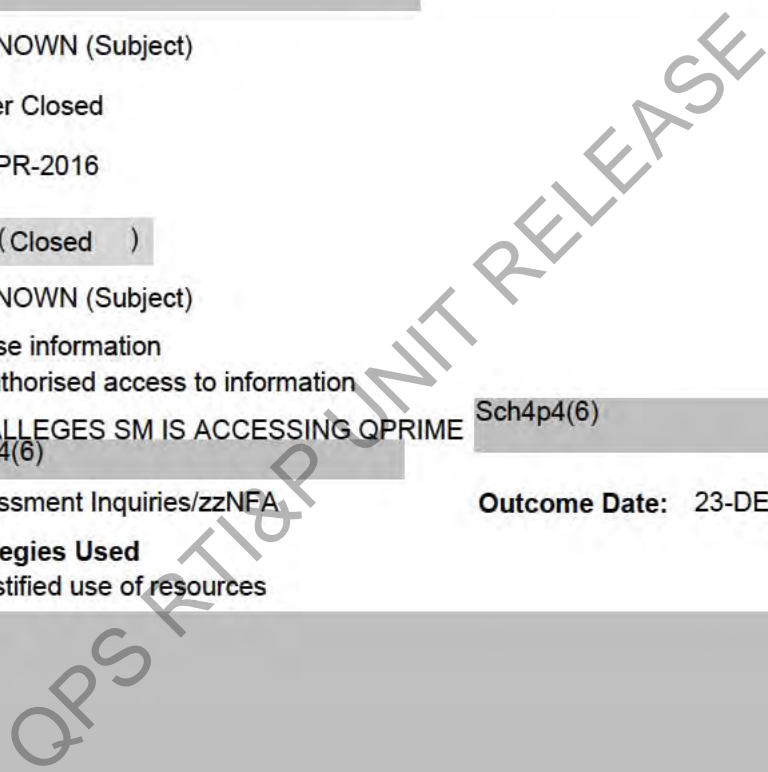 NOWN (Subject)
er Closed
PR-2016
(Closed )
NOWN (Subject)
se information
uthorised access to information
ALLEGES SM IS ACCESSING QPRIME Sch4p4(6)
4(6)
ssment Inquiries/zzNFA Outcome Date: 23-DE
egies Used
stified use of resources
QPS RTI&P UNIT RELEASE